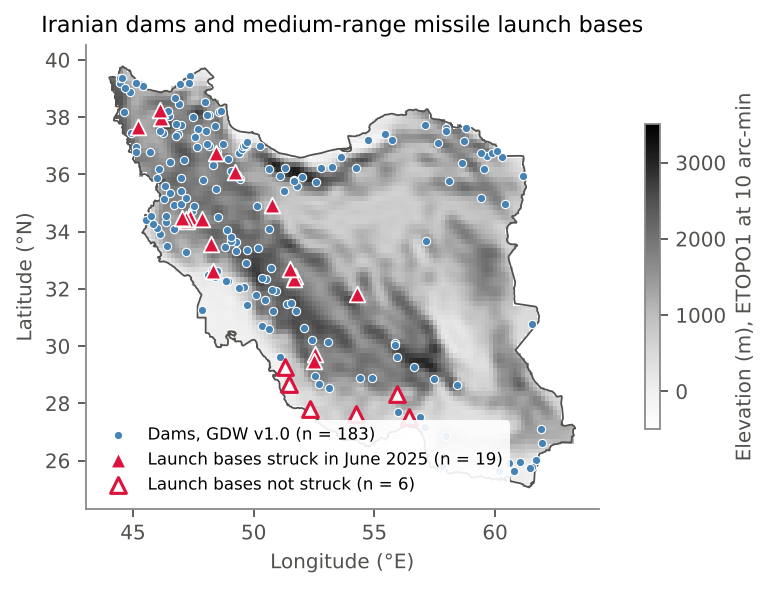 Iranian dams and medium-range missile launch bases
40
38
36
34
32
30
28
26
Latitude (°N)
45
50
55
60
Longitude (°E)
Dams, GDW v1.0 (n = 183)
Launch bases struck in June 2025 (n = 19)
Launch bases not struck (n = 6)
3000
2000
1000
0
Elevation (m), ETOPO1 at 10 arc-min